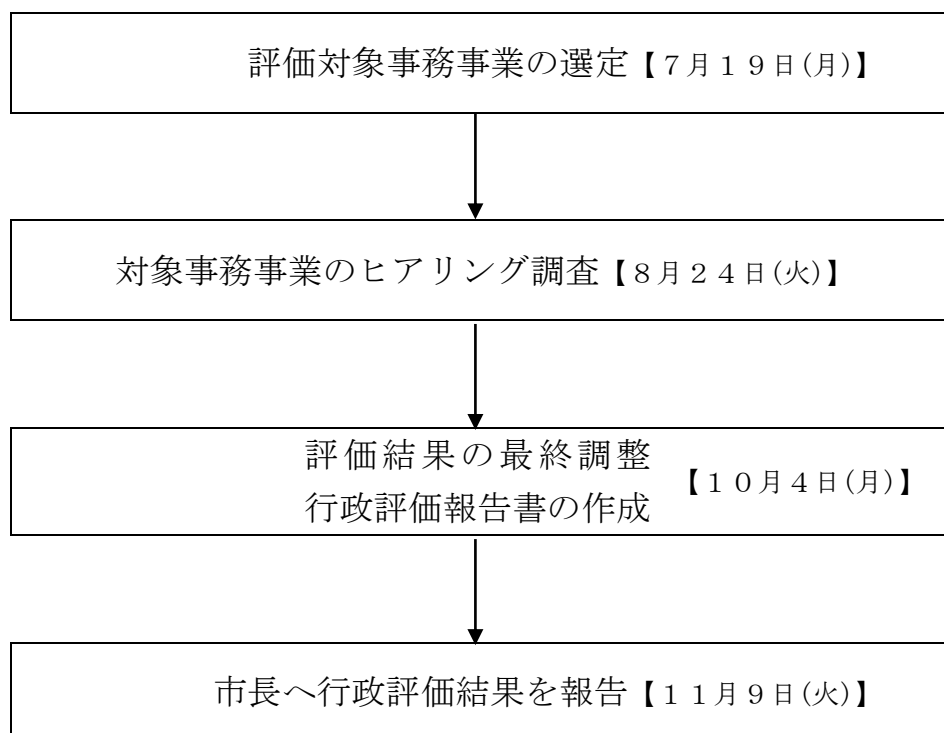 評価対象事務事業の選定【７月１９日(月)】
対象事務事業のヒアリング調査【８月２４日(火)】
評価結果の最終調整
行政評価報告書の作成
【１０月４日(月)】
市長へ行政評価結果を報告【１１月９日(火)】